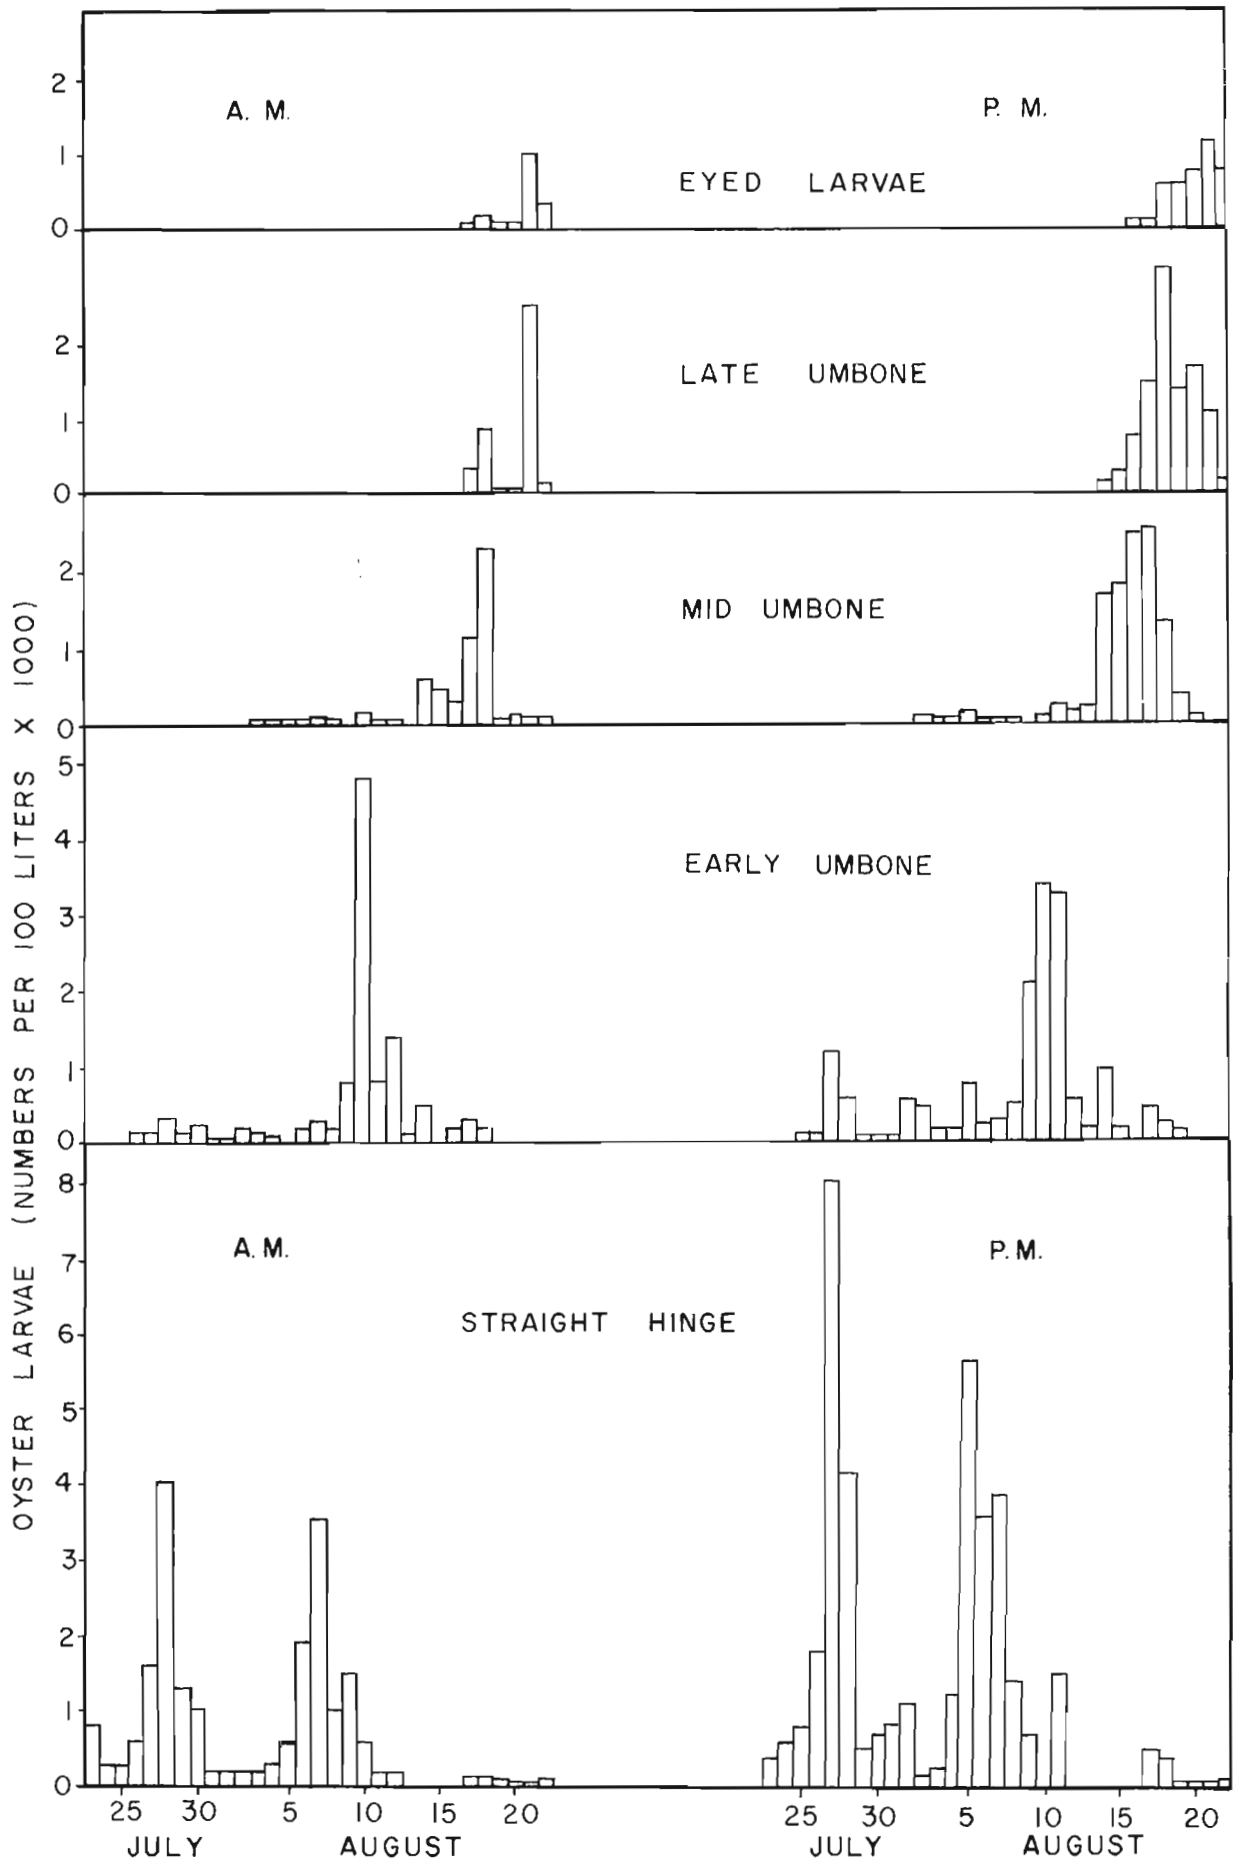 2
A. M.
P. M.
1
EYED LARVAE
0
2
LATE UMBONE
1
0
2
MID UMBONE
1
0
5
4
EARLY UMBONE
3
2
1
0
8
A. M.
P. M.
7
6
STRAIGHT HINGE
5
4
3
2
1
0
OYSTER LARVAE (NUMBERS PER 100 LITERS X 1000)
25 30 5 10 15 20 25 30 5 10 15 20
JULY AUGUST JULY AUGUST